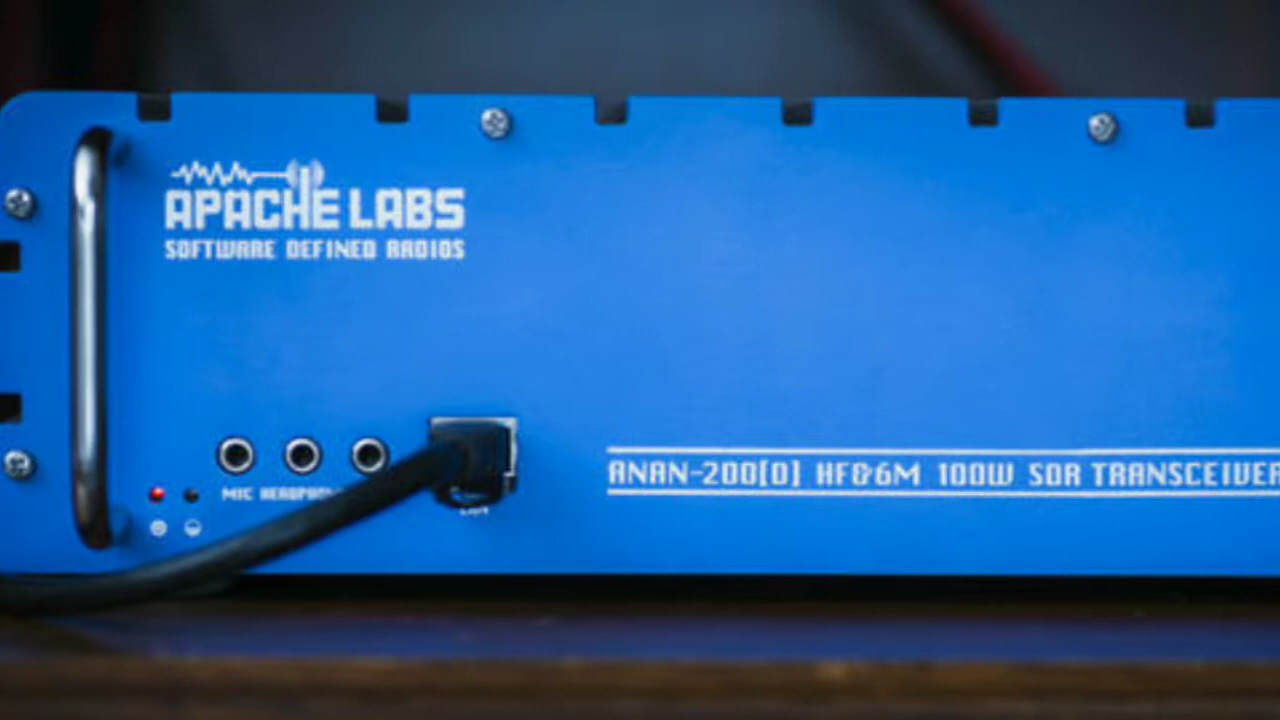 APACHE LABS
SOFTWARE DEFINED RADIOS
MIC
ANAN-200[D] HF&6M 100W SDR TRANSCEIVER